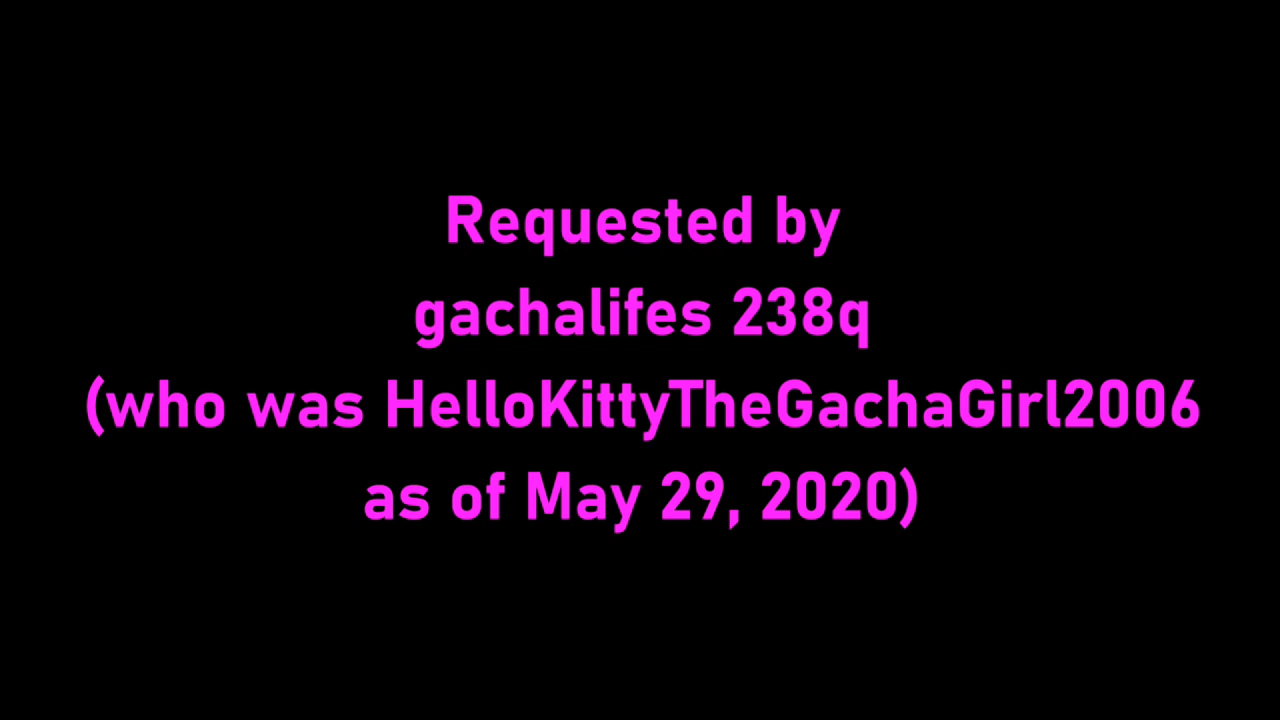 Requested by
gachalifes 238q
(who was HelloKittyTheGachaGirl2006
as of May 29, 2020)